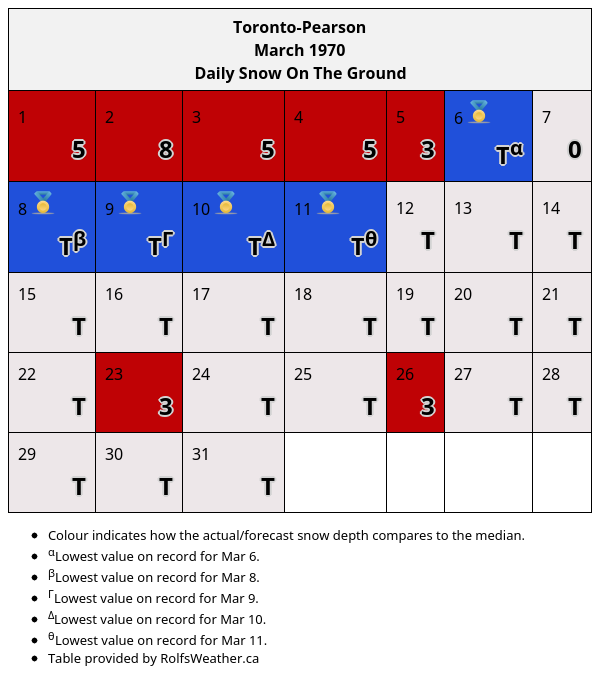 Toronto-Pearson
March 1970
Daily Snow On The Ground
1 2 3 4 5 6 7
5 8 5 5 3 Tα 0
8 9 10 11 12 13 14
Tβ TΓ TΔ Tθ T T T
15 16 17 18 19 20 21
T T T T T T T
22 23 24 25 26 27 28
T 3 T T 3 T T
29 30 31
T T T
Colour indicates how the actual/forecast snow depth compares to the median.
αLowest value on record for Mar 6.
βLowest value on record for Mar 8.
ΓLowest value on record for Mar 9.
ΔLowest value on record for Mar 10.
θLowest value on record for Mar 11.
Table provided by RolfsWeather.ca